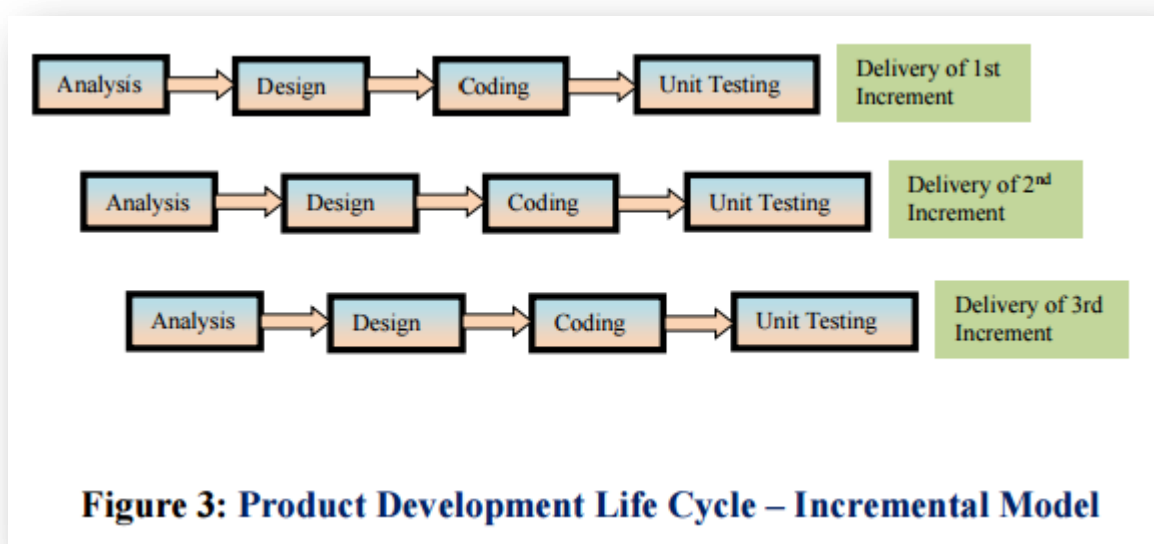 Analysis Design Coding Unit Testing Delivery of 1st
Increment
Analysis Design Coding Unit Testing Delivery of 2nd
Increment
Analysis Design Coding Unit Testing Delivery of 3rd
Increment
Figure 3: Product Development Life Cycle – Incremental Model